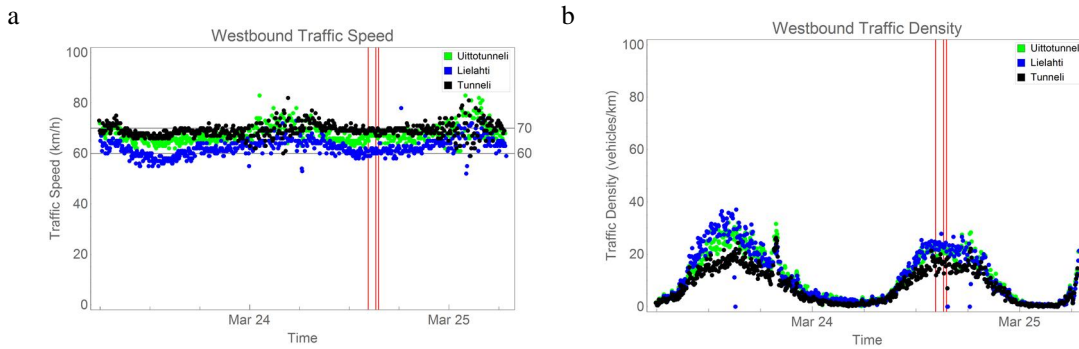 a
Westbound Traffic Speed
100
80
60
40
20
0
Traffic Speed (km/h)
Uittotunneli
Lielahti
Tunneli
70
60
Mar 24
Mar 25
Time
b
Westbound Traffic Density
100
80
60
40
20
0
Traffic Density (vehicles/km)
Uittotunneli
Lielahti
Tunneli
Mar 24
Mar 25
Time